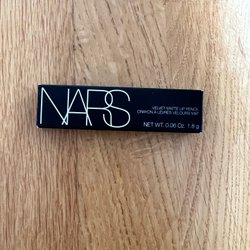 NARS
VELVET MATTE LIP PENCIL
CRAYON À LÈVRES VELOURS MAT
NET WT. 0.06 Oz. 1.8 g